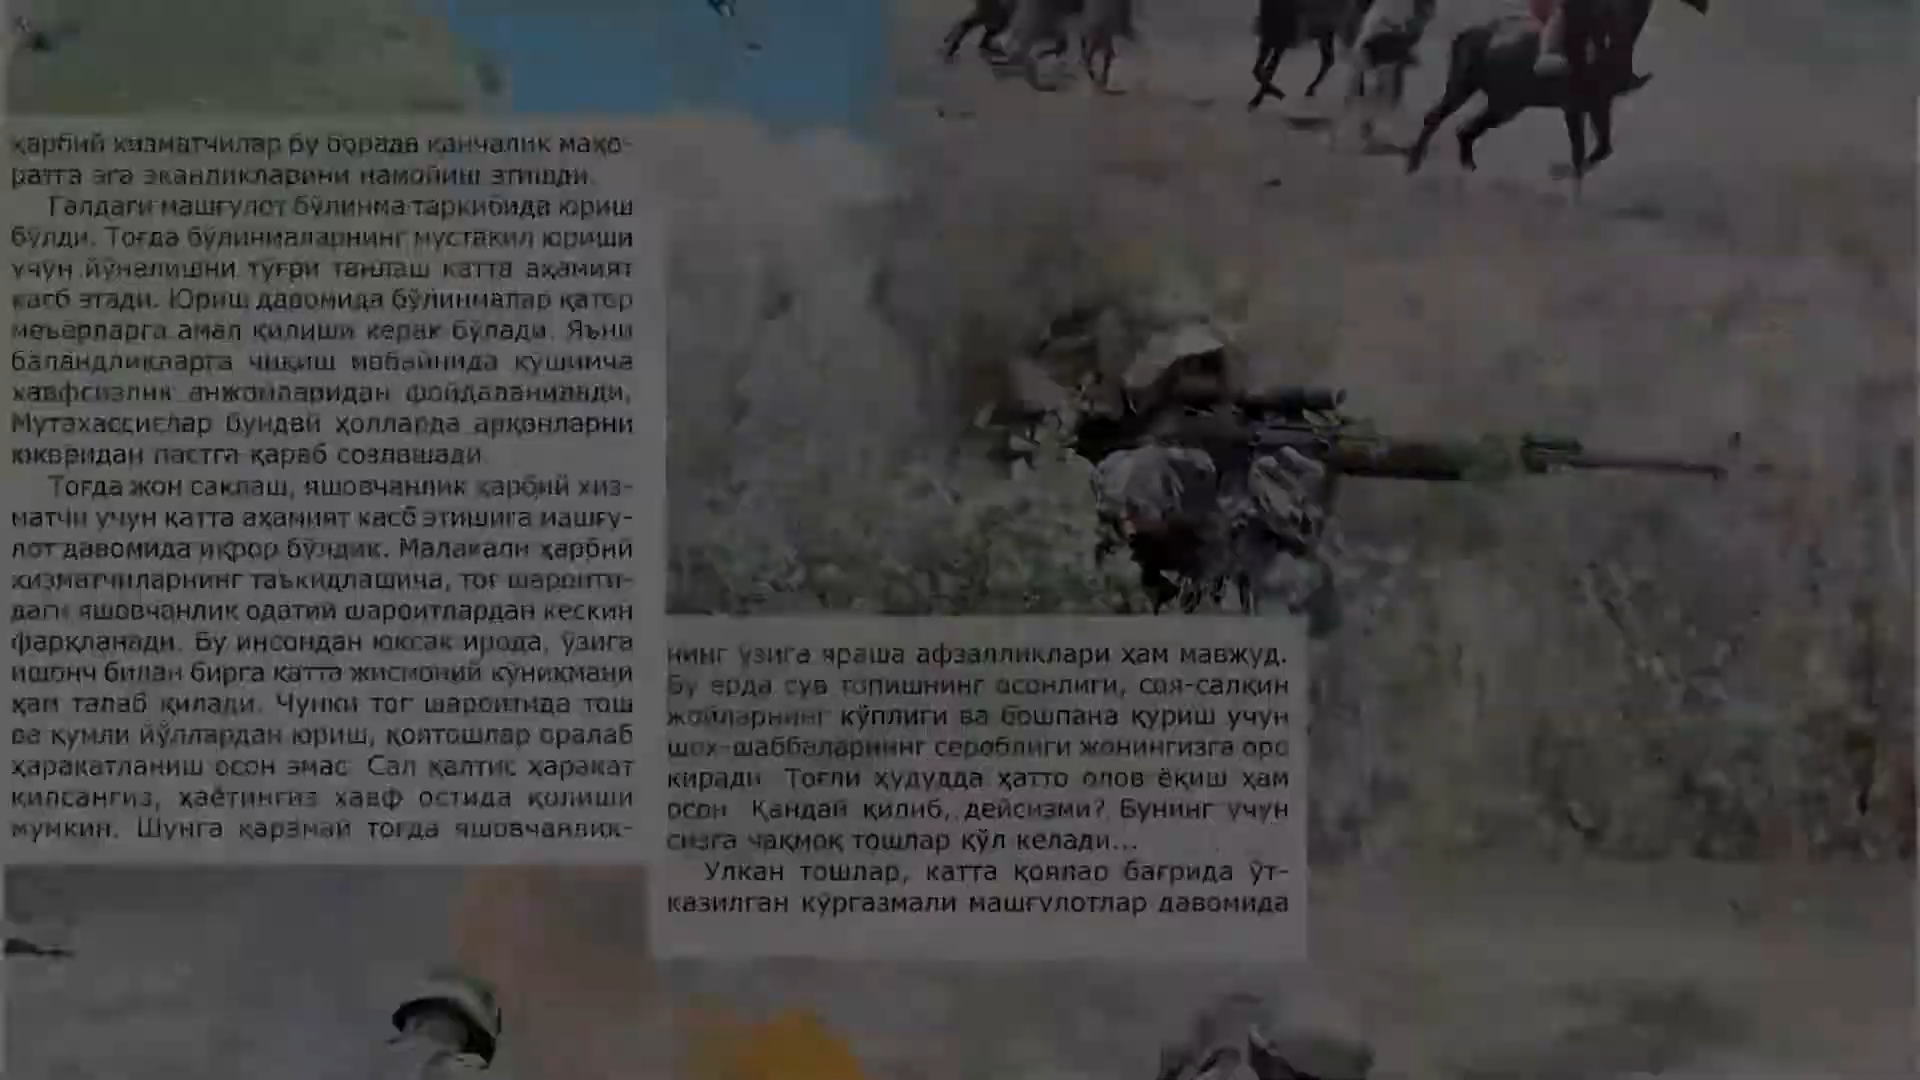 ҳарбий хизматчилар бу борада қанчалик маҳо-
ратга эга эканликларини намойиш этишди.
Галдаги машғулот бўлинма таркибида юриш
бўлди. Тоғда бўлинмаларнинг мустақил юриши
учун йўналишни тўғри танлаш катта аҳамият
касб этади. Юриш давомида бўлинмалар қатор
меъёрларга амал қилиши керак бўлади. Яъни
баландликларга чиқиш мобайнида қўшимча
хавфсизлик анжомларидан фойдаланилади.
Мутахассислар бундай ҳолларда арқонларни
юқоридан пастга қараб созлашади.
Тоғда жон сақлаш, яшовчанлик ҳарбий хиз-
матчи учун катта аҳамият касб этишига машғу-
лот давомида иқрор бўлдик. Малакали ҳарбий
хизматчиларнинг таъкидлашича, тоғ шароити-
даги яшовчанлик одатий шароитлардан кескин
фарқланади. Бу инсондан юксак ирода, ўзига
ишонч билан бирга катта жисмоний кўникмани
ҳам талаб қилади. Чунки тоғ шароитида тош
ва қумли йўллардан юриш, қоятошлар оралаб
ҳаракатланиш осон эмас. Сал қалтис ҳаракат
қилсангиз, ҳаётингиз хавф остида қолиши
мумкин. Шунга қарамай тоғда яшовчанлик-
нинг ўзига яраша афзалликлари ҳам мавжуд.
Бу ерда сув топишнинг осонлиги, соя-салқин
жойларнинг кўплиги ва бошпана қуриш учун
шох-шаббаларнинг сероблиги жонингизга оро
киради. Тоғли ҳудудда ҳатто олов ёқиш ҳам
осон. Қандай қилиб, дейсизми? Бунинг учун
сизга чақмоқ тошлар қўл келади...
Улкан тошлар, катта қоялар бағрида ўт-
казилган кўргазмали машғулотлар давомида